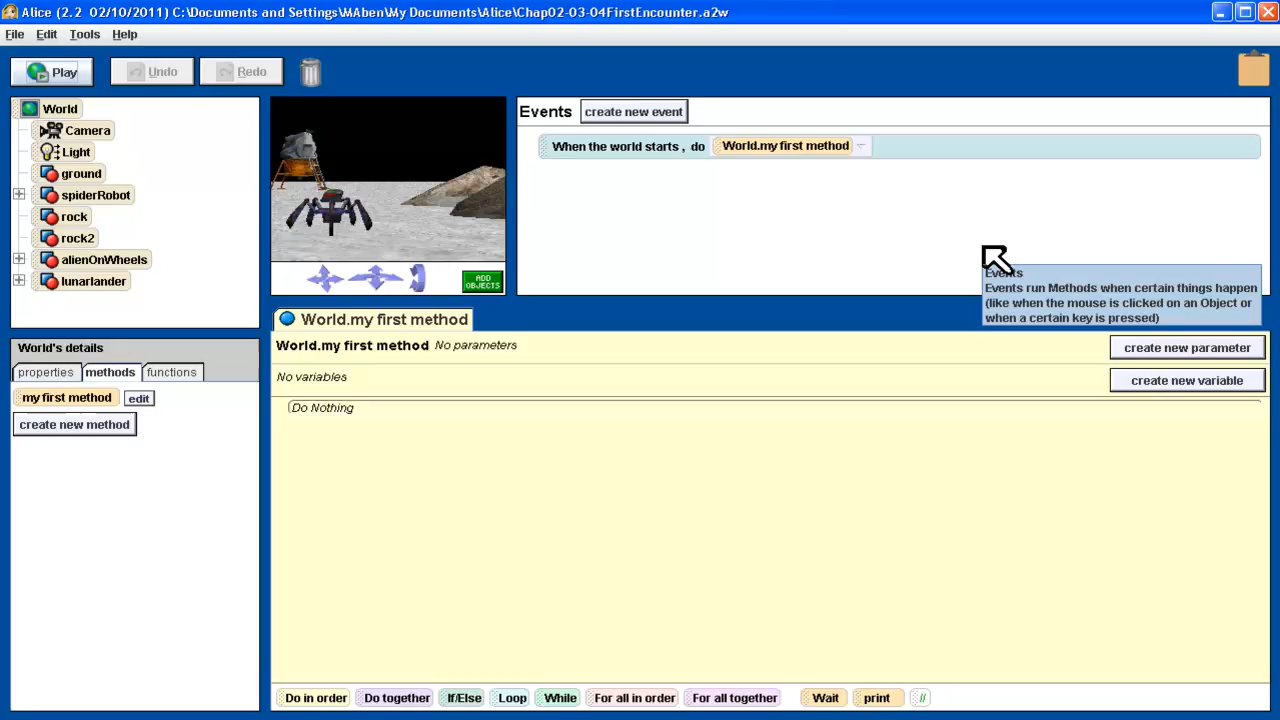 Alice (2.2 02/10/2011) C:\Documents and Settings\MAben\My Documents\Alice\Chap02-03-04FirstEncounter.a2w
File Edit Tools Help
Play Undo Redo
World
Camera
Light
ground
spiderRobot
rock
rock2
alienOnWheels
lunarlander
ADD
OBJECTS
Events create new event
When the world starts , do World.my first method
Events
Events run Methods when certain things happen
(like when the mouse is clicked on an Object or
when a certain key is pressed)
World's details
properties methods functions
my first method edit
create new method
World.my first method
World.my first method No parameters create new parameter
No variables create new variable
Do Nothing
Do in order Do together If/Else Loop While For all in order For all together Wait print //